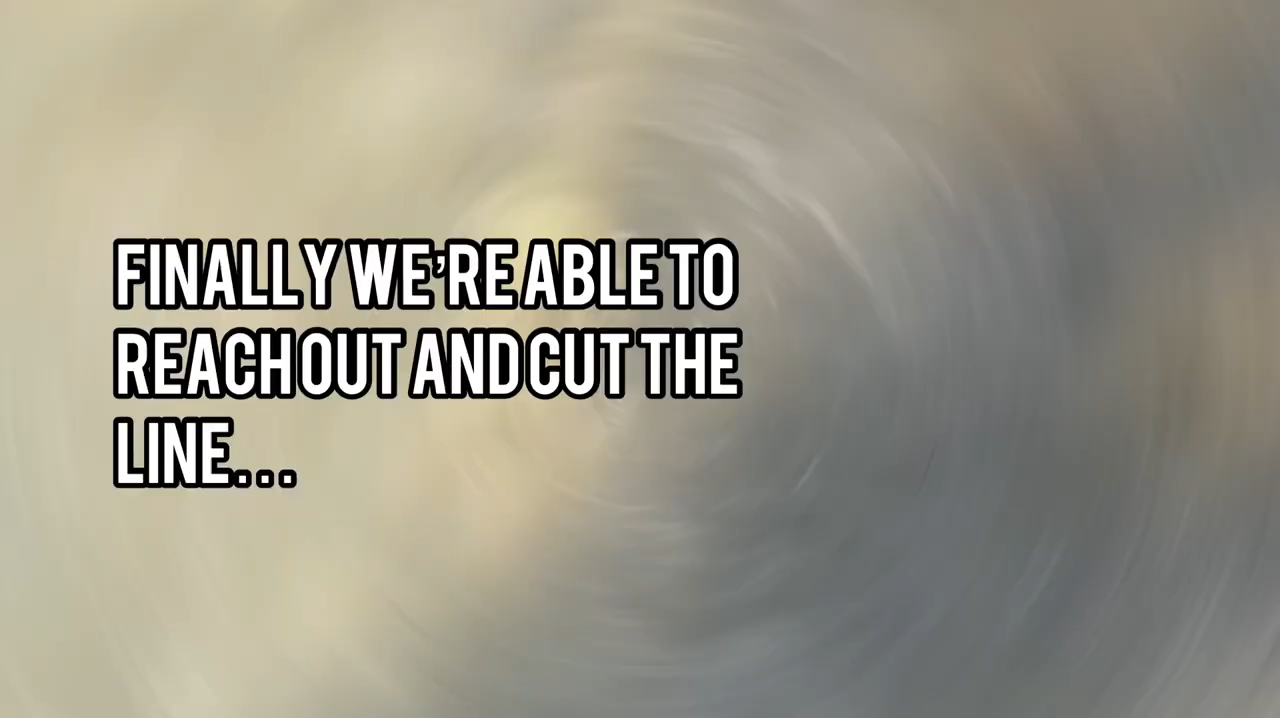 FINALLY WE'RE ABLE TO
REACH OUT AND CUT THE
LINE...